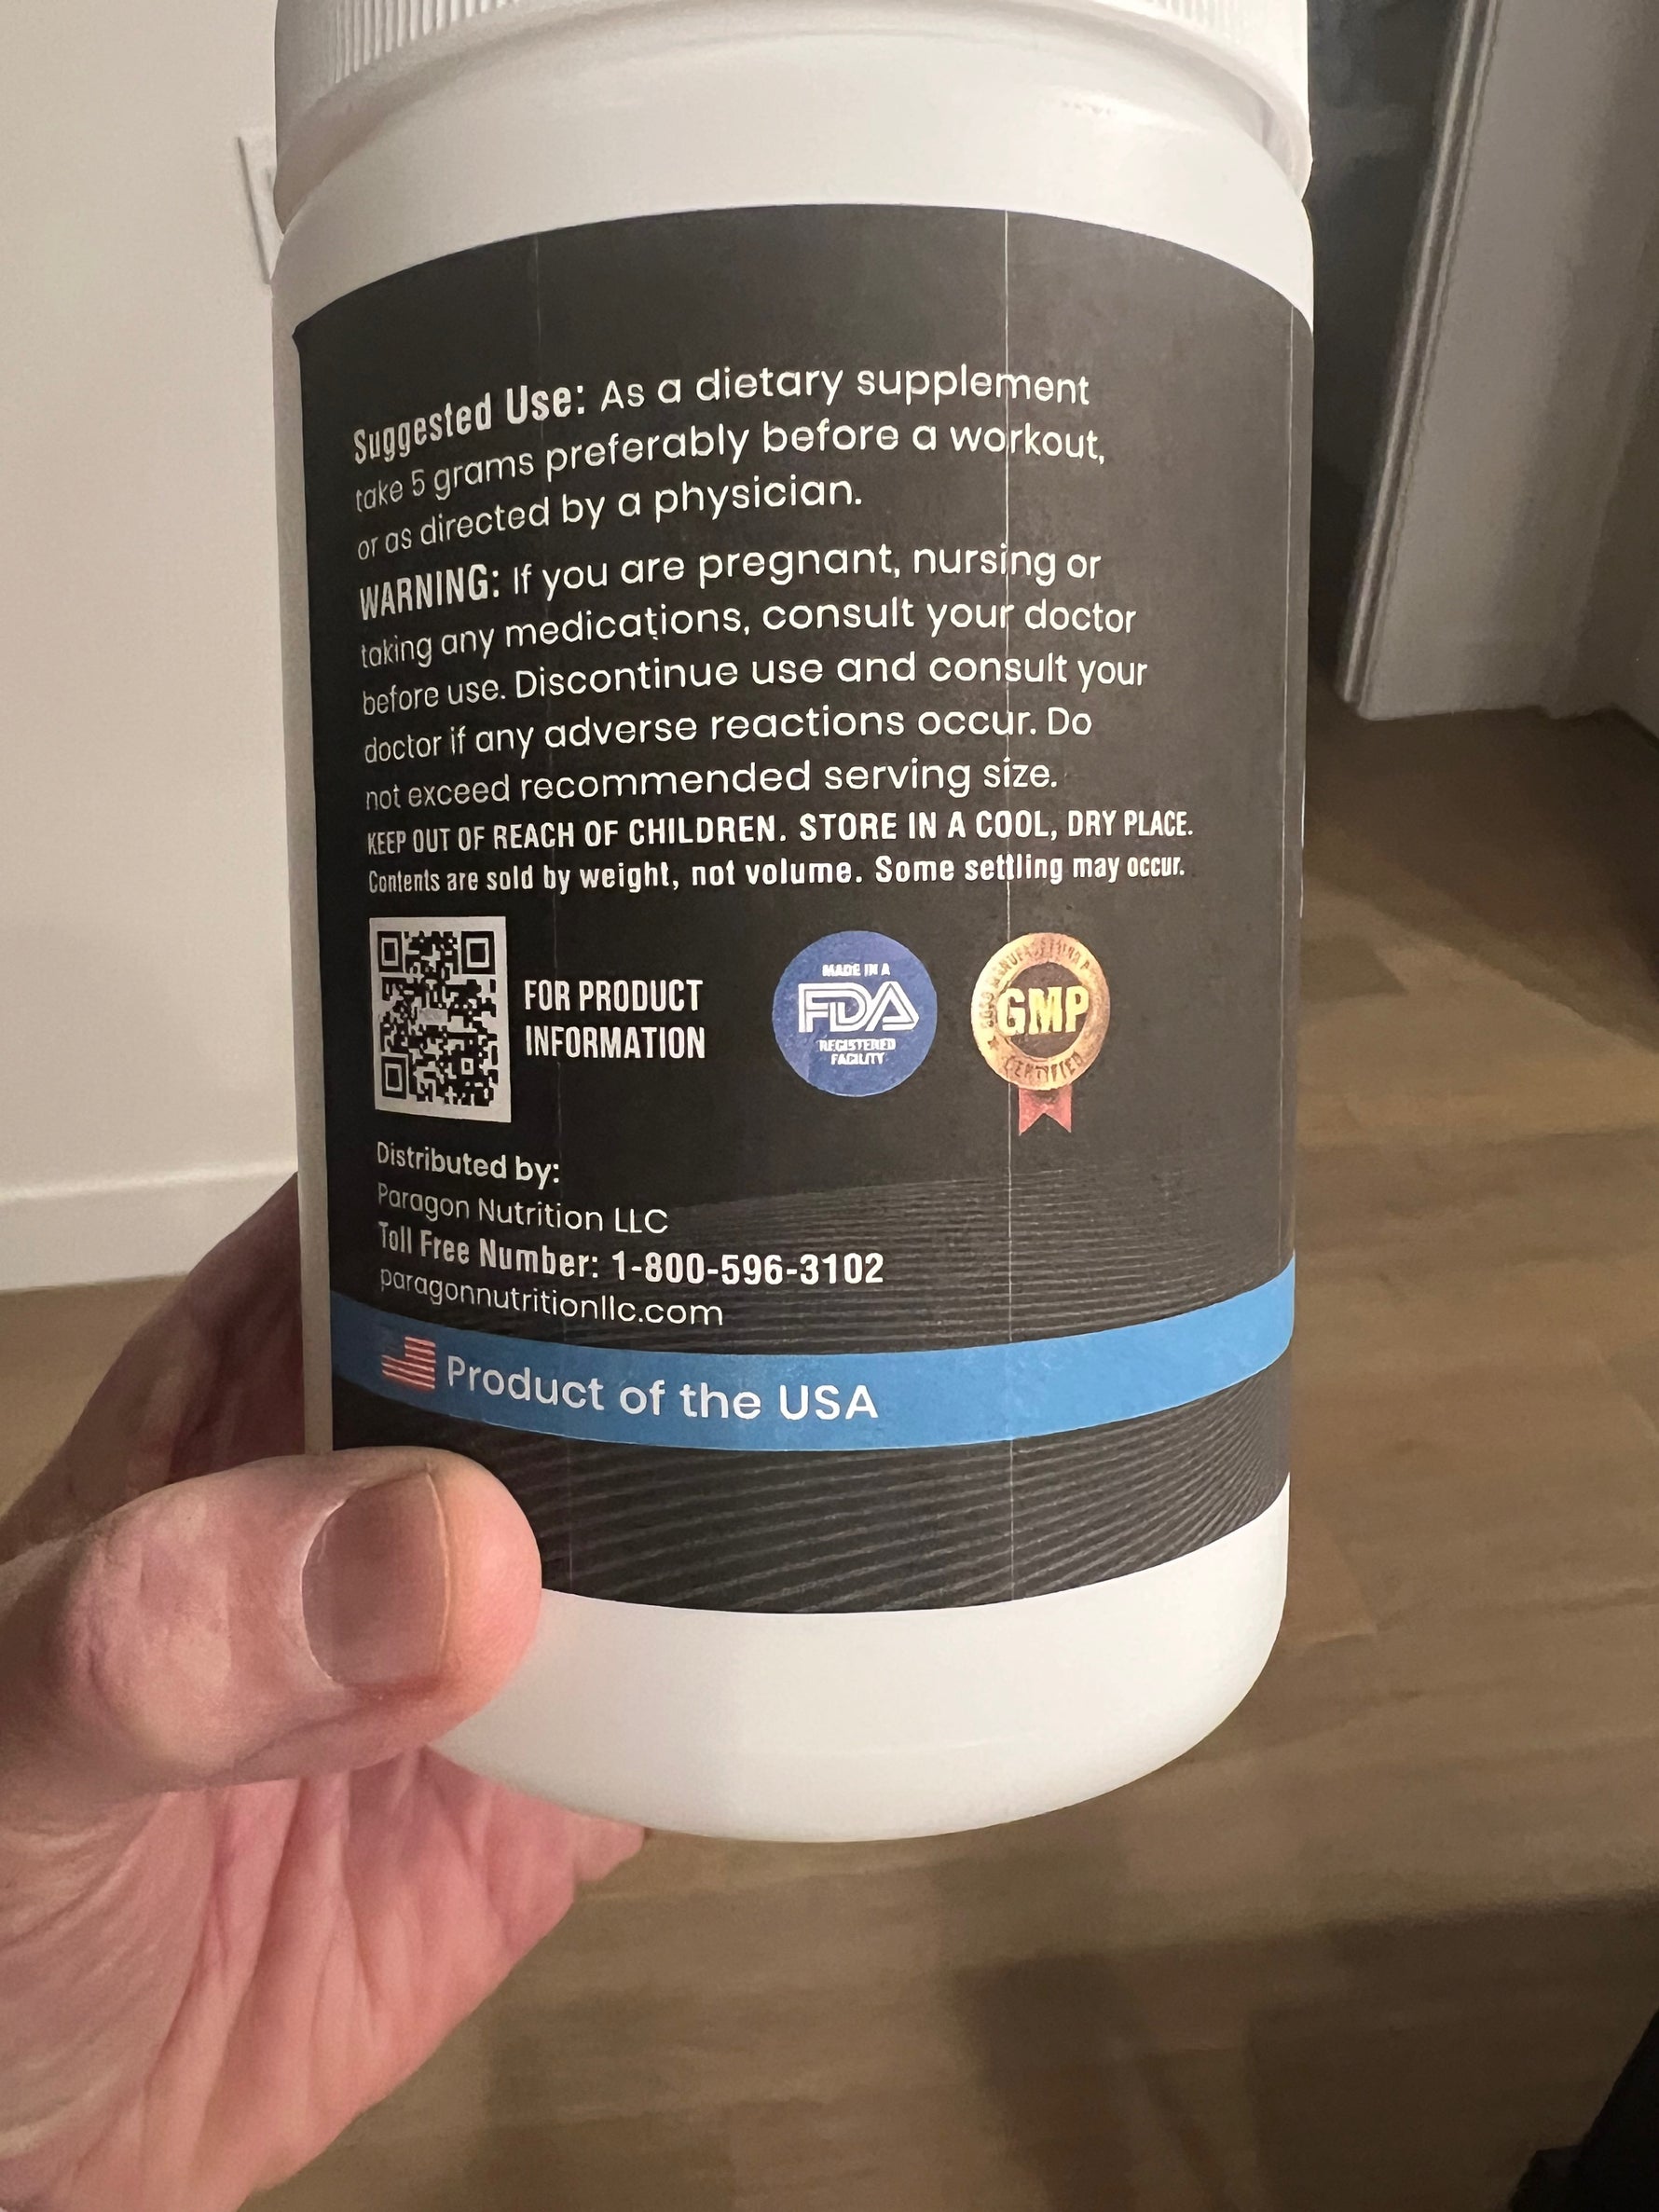 Suggested Use: As a dietary supplement
take 5 grams preferably before a workout,
or as directed by a physician.
WARNING: If you are pregnant, nursing or
taking any medications, consult your doctor
before use. Discontinue use and consult your
doctor if any adverse reactions occur. Do
not exceed recommended serving size.
KEEP OUT OF REACH OF CHILDREN. STORE IN A COOL, DRY PLACE.
Contents are sold by weight, not volume. Some settling may occur.
FOR PRODUCT
INFORMATION
MADE IN A
FDA
REGISTERED
FACILITY
GMP
CERTIFIED
Distributed by:
Paragon Nutrition LLC
Toll Free Number: 1-800-596-3102
paragonnutritionllc.com
Product of the USA